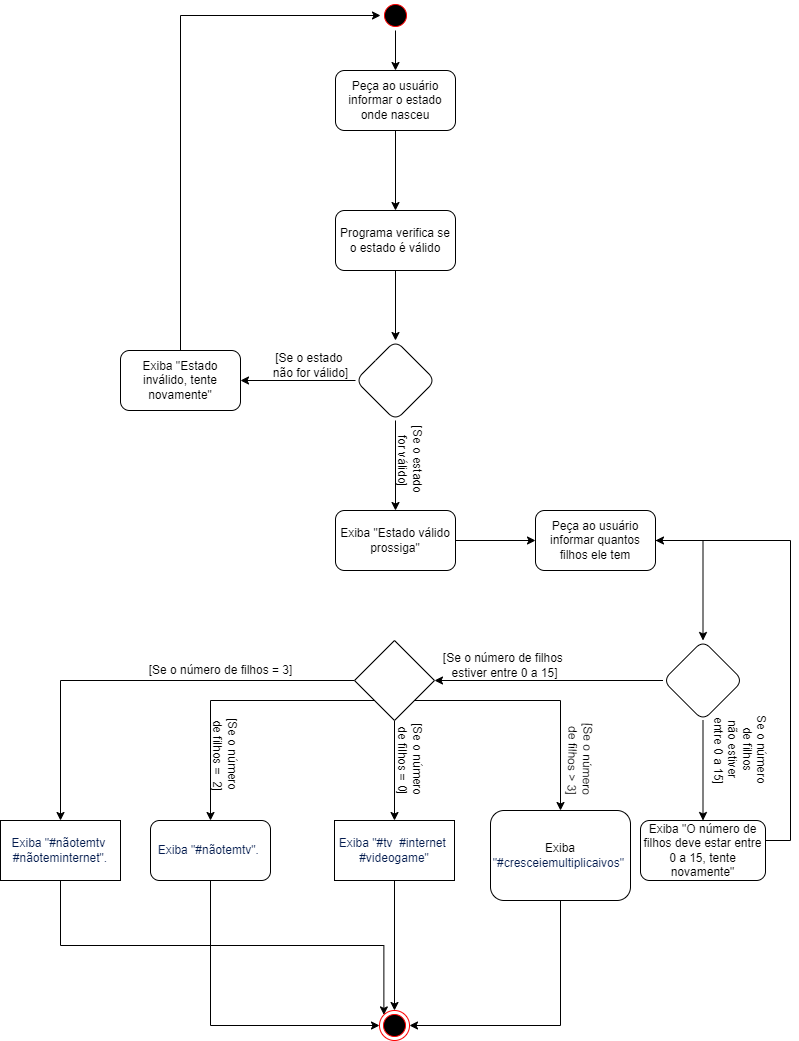 Peça ao usuário
informar o estado
onde nasceu
Programa verifica se
o estado é válido
[Se o estado
não for válido]
Exiba "Estado
inválido, tente
novamente"
[Se o estado
for válido]
Exiba "Estado válido
prossiga"
Peça ao usuário
informar quantos
filhos ele tem
[Se o número de filhos
estiver entre 0 a 15]
[Se o número de filhos = 3]
Se o número
de filhos
não estiver
entre 0 a 15]
[Se o número
de filhos = 2]
[Se o número
de filhos = 0]
[Se o número
de filhos > 3]
Exiba "#nãotemtv
#nãoteminternet".
Exiba "#nãotemtv".
Exiba "#tv #internet
#videogame"
Exiba
"#cresceiemultiplicaivos"
Exiba "O número de
filhos deve estar entre
0 a 15, tente
novamente"